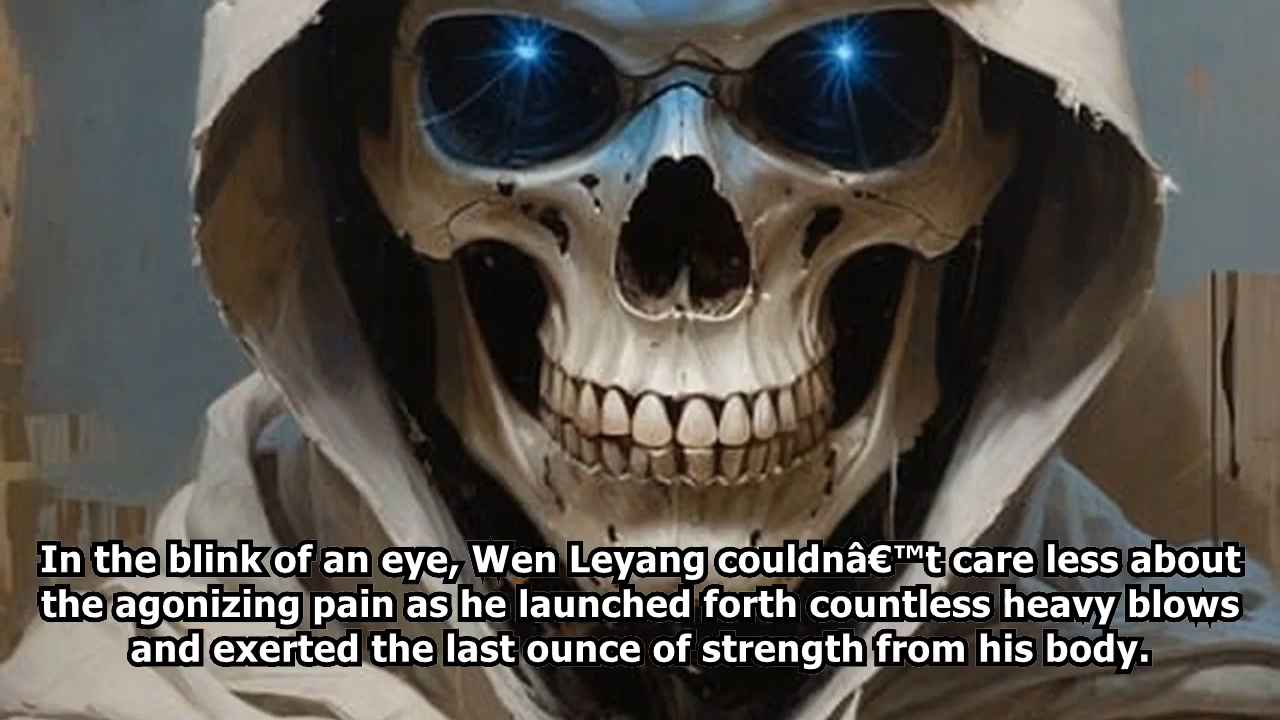 In the blink of an eye, Wen Leyang couldnâ€™t care less about
the agonizing pain as he launched forth countless heavy blows
and exerted the last ounce of strength from his body.